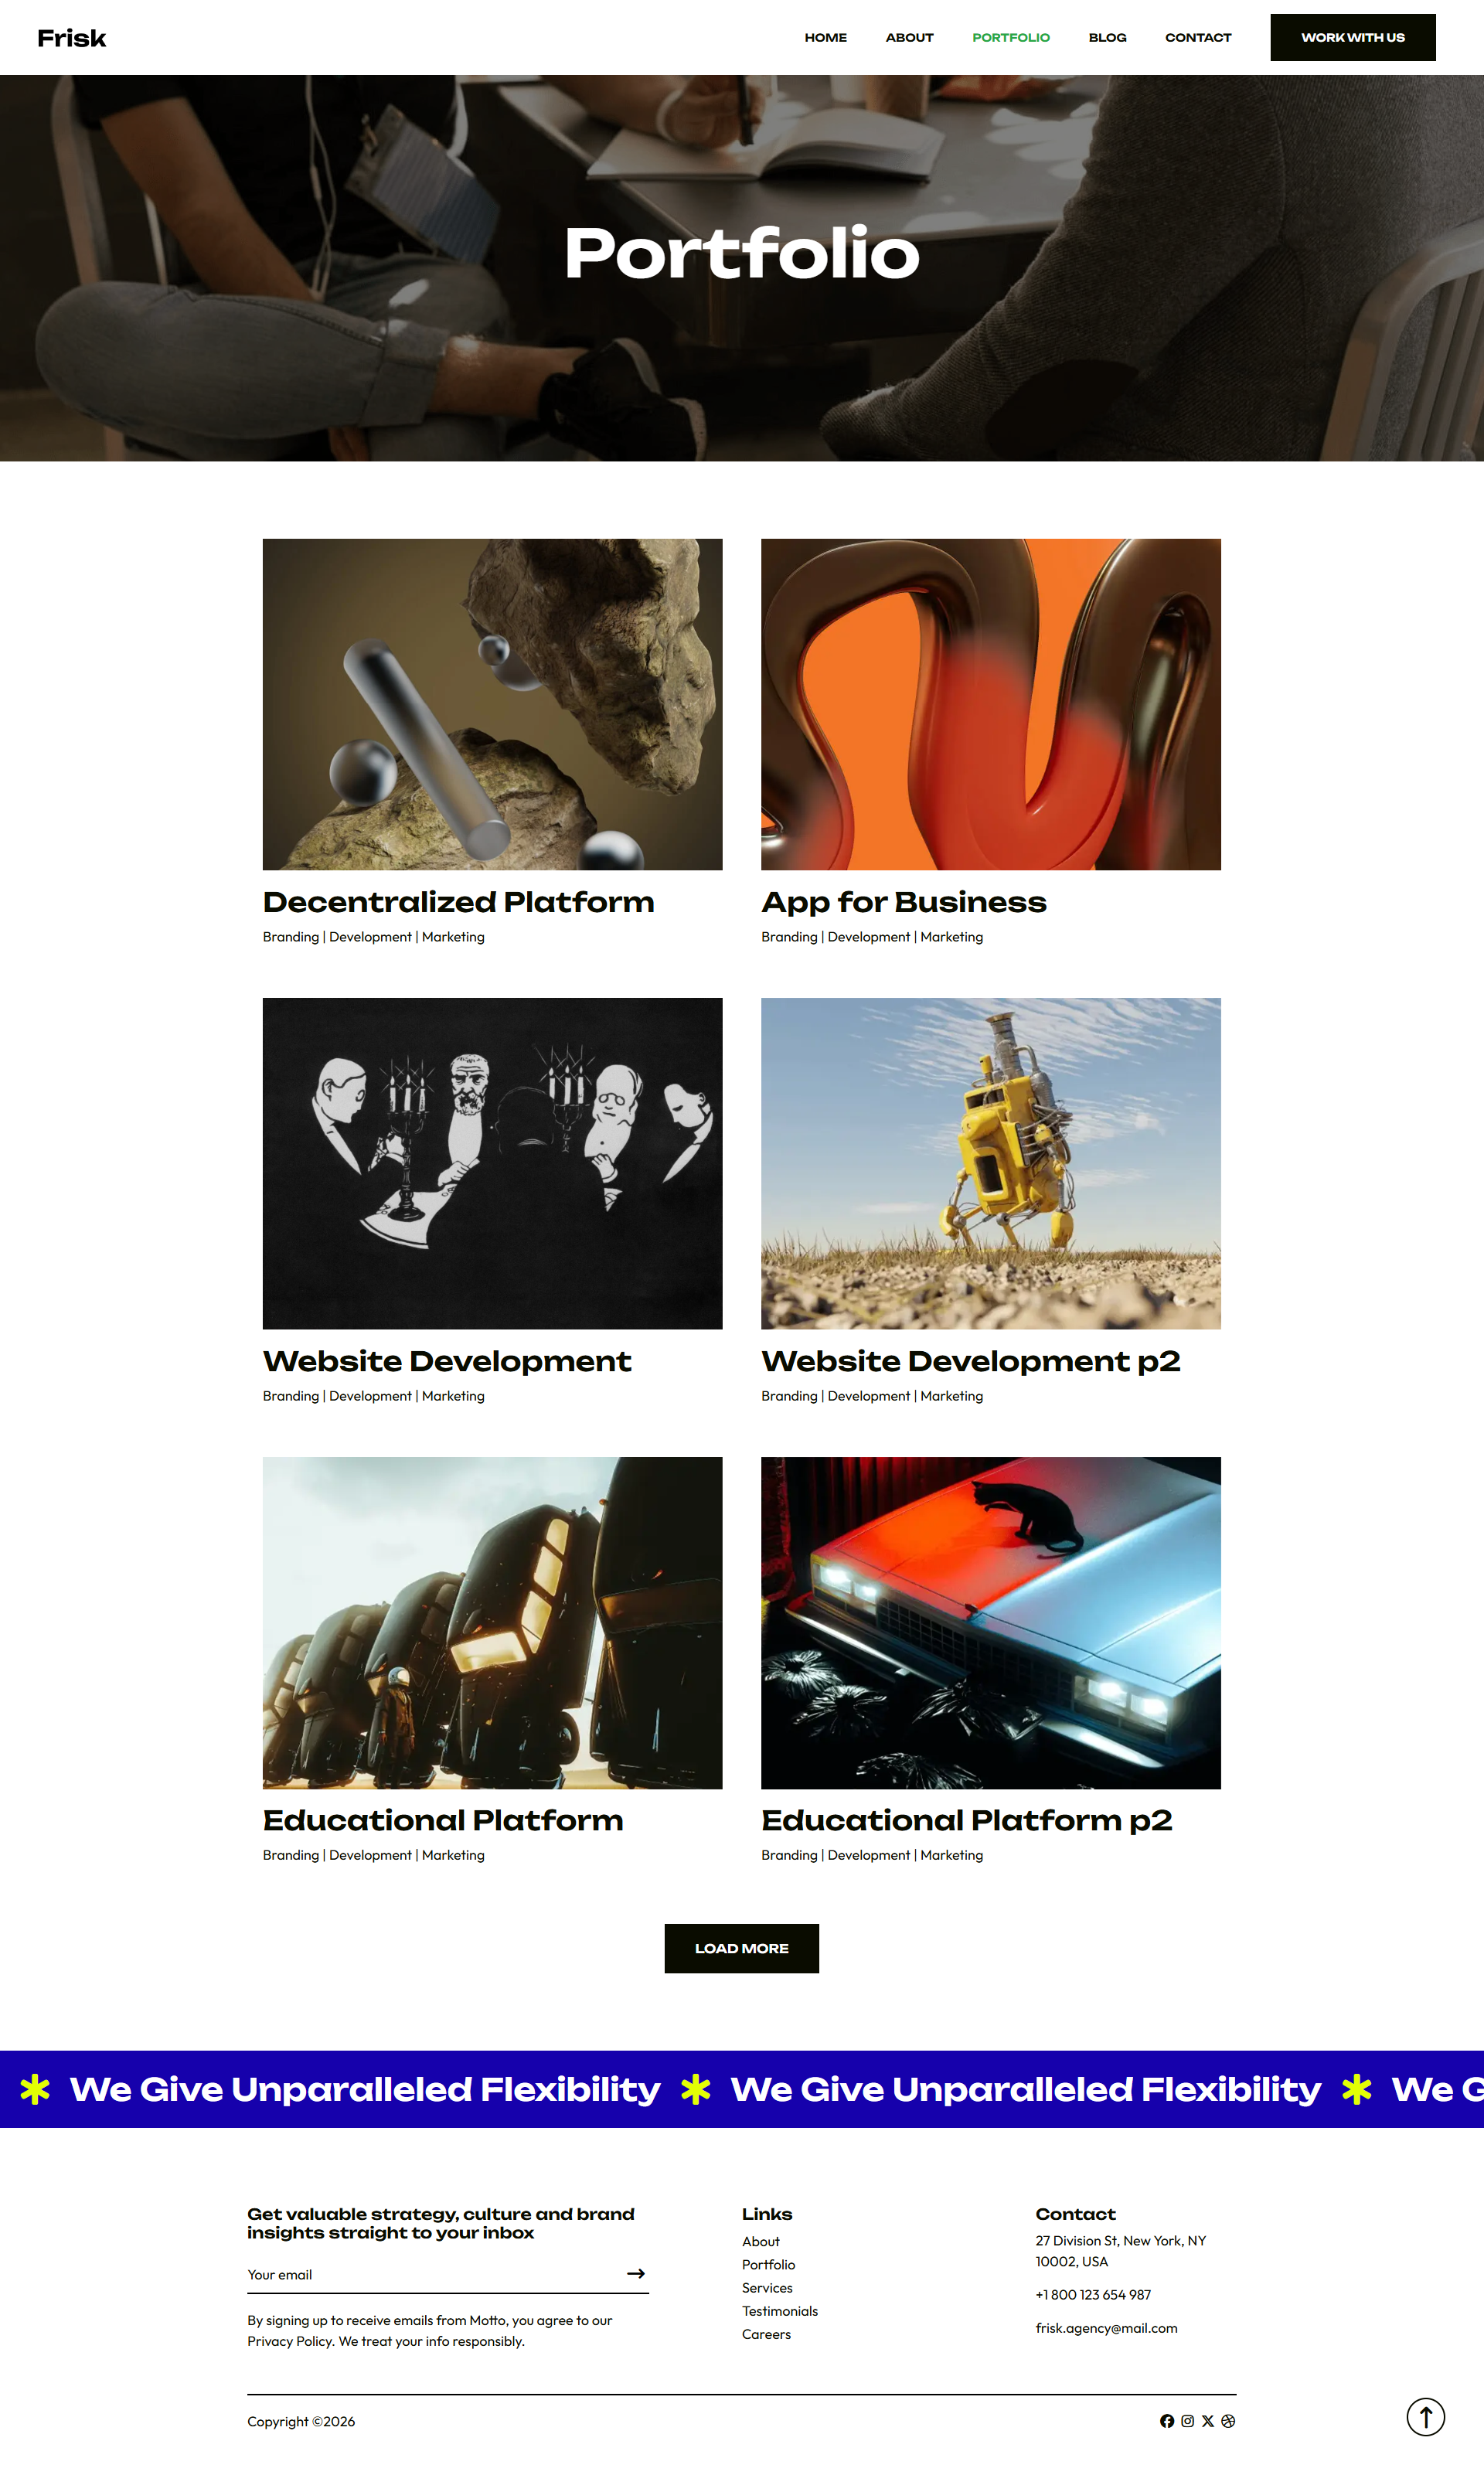 Frisk
HOME ABOUT PORTFOLIO BLOG CONTACT WORK WITH US
Portfolio
Decentralized Platform
Branding | Development | Marketing
App for Business
Branding | Development | Marketing
Website Development
Branding | Development | Marketing
Website Development p2
Branding | Development | Marketing
Educational Platform
Branding | Development | Marketing
Educational Platform p2
Branding | Development | Marketing
LOAD MORE
We Give Unparalleled Flexibility We Give Unparalleled Flexibility We G
Get valuable strategy, culture and brand
insights straight to your inbox
Your email
By signing up to receive emails from Motto, you agree to our
Privacy Policy. We treat your info responsibly.
Links
About
Portfolio
Services
Testimonials
Careers
Contact
27 Division St, New York, NY
10002, USA
+1 800 123 654 987
frisk.agency@mail.com
Copyright ©2026